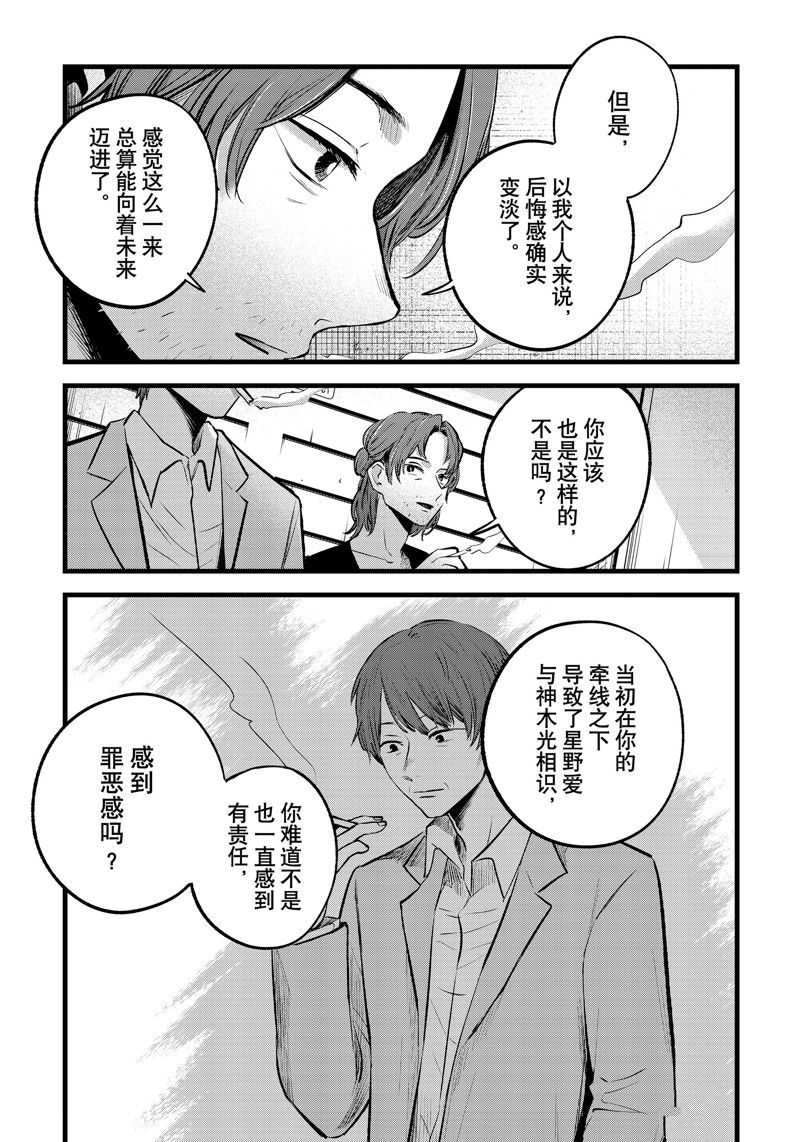 但是，
以我个人来说，
后悔感确实
变淡了。
感觉这么一来
总算能向着未来
迈进了。
你应该
也是这样的，
不是吗？
当初在你的
牵线之下
导致了星野爱
与神木光相识，
你难道不是
也一直感到
有责任，
感到
罪恶感吗？